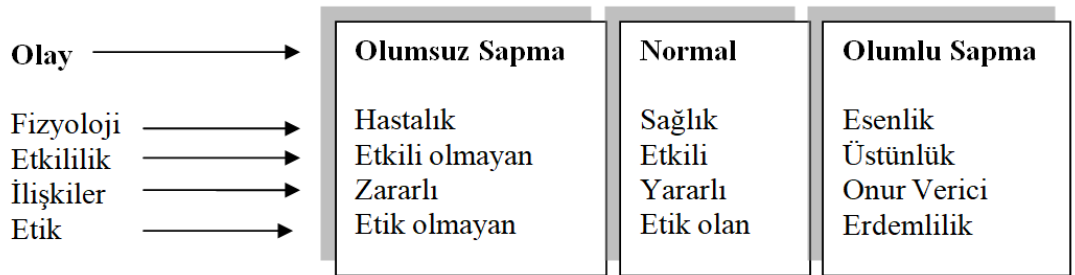 Olay Olumsuz Sapma Normal Olumlu Sapma
Fizyoloji Hastalık Sağlık Esenlik
Etkililik Etkili olmayan Etkili Üstünlük
İlişkiler Zararlı Yararlı Onur Verici
Etik Etik olmayan Etik olan Erdemlilik